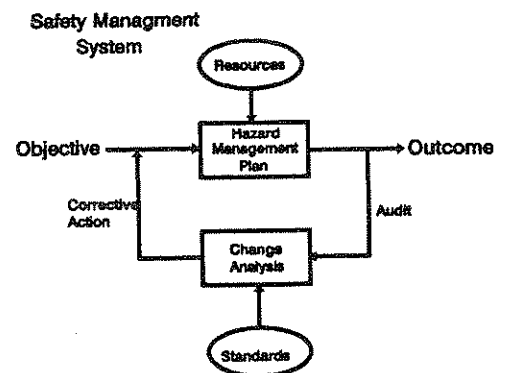 Safety Managment
System
Resources
Hazard
Management
Plan
Objective
Outcome
Corrective
Action
Audit
Change
Analysis
Standards